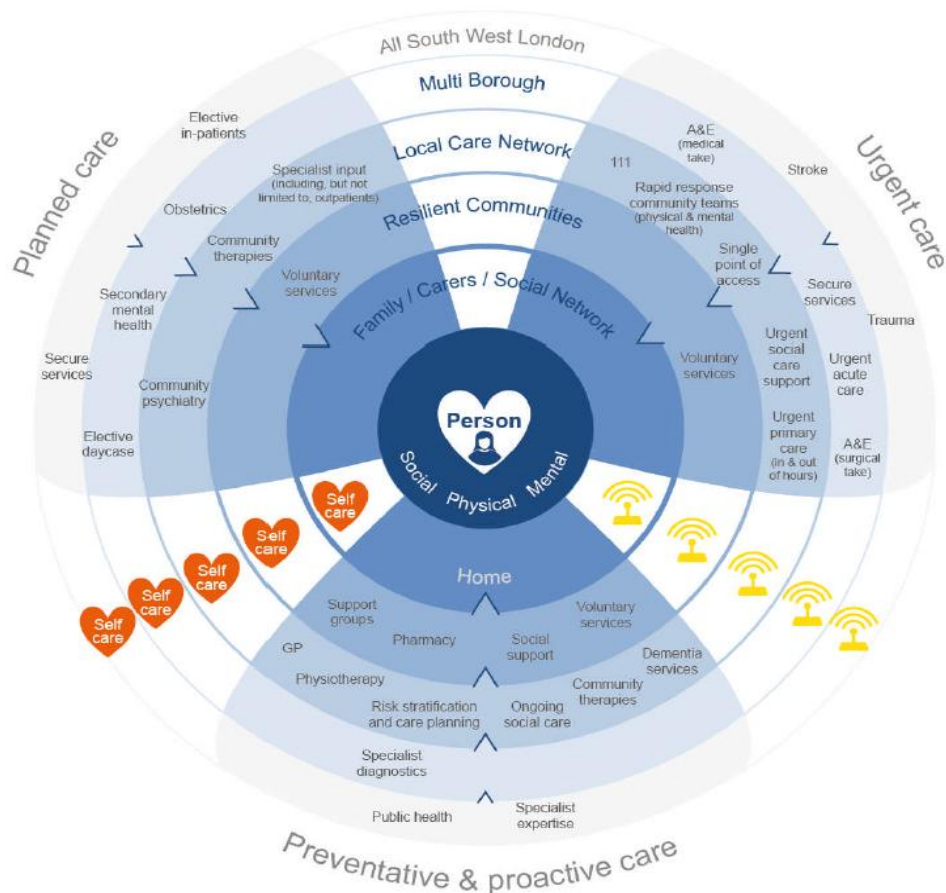 All South West London
Multi Borough
Local Care Network
Resilient Communities
Family / Carers / Social Network
Planned care
Elective
in-patients
Specialist input
(including, but not
limited to, outpatients)
Obstetrics
Community
therapies
Voluntary
services
Secondary
mental
health
Secure
services
Community
psychiatry
Elective
daycase
Urgent care
A&E
(medical
take)
111
Stroke
Rapid response
community teams
(physical & mental
health)
Single
point of
access
Secure
services
Trauma
Voluntary
services
Urgent
social
care
support
Urgent
acute
care
Urgent
primary
care
(in & out
of hours)
A&E
(surgical
take)
Person
Social Physical Mental
Self
care
Self
care
Self
care
Self
care
Self
care
Home
Support
groups
Pharmacy
Social
support
Voluntary
services
GP
Physiotherapy
Risk stratification
and care planning
Ongoing
social care
Community
therapies
Dementia
services
Specialist
diagnostics
Public health
Specialist
expertise
Preventative & proactive care